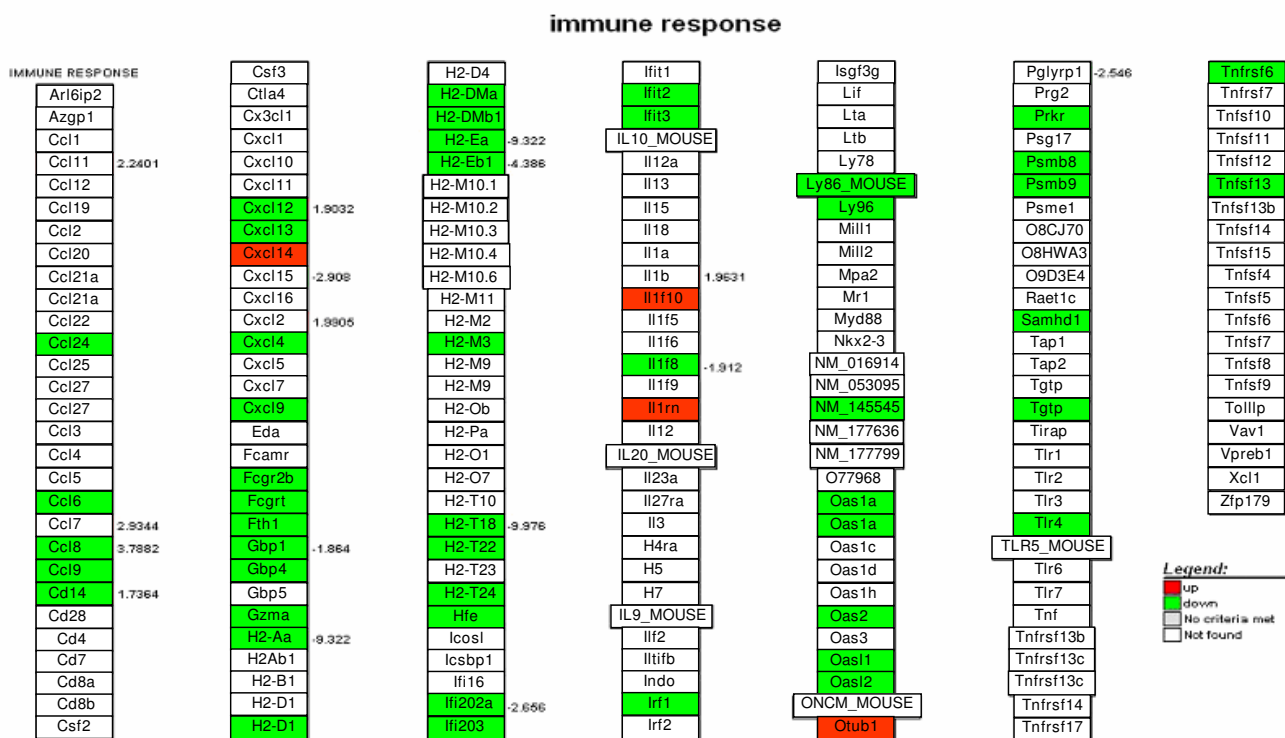 immune response
IMMUNE RESPONSE
Arl6ip2
Azgp1
Ccl1
Ccl11 2.2401
Ccl12
Ccl19
Ccl2
Ccl20
Ccl21a
Ccl21a
Ccl22
Ccl24
Ccl25
Ccl27
Ccl27
Ccl3
Ccl4
Ccl5
Ccl6
Ccl7 2.9344
Ccl8 3.7882
Ccl9
Cd14 1.7364
Cd28
Cd4
Cd7
Cd8a
Cd8b
Csf2
Csf3
Ctla4
Cx3cl1
Cxcl1
Cxcl10
Cxcl11
Cxcl12 1.9032
Cxcl13
Cxcl14
Cxcl15 -2.908
Cxcl16
Cxcl2 1.9905
Cxcl4
Cxcl5
Cxcl7
Cxcl9
Eda
Fcamr
Fcgr2b
Fcgrt
Fth1
Gbp1 -1.864
Gbp4
Gbp5
Gzma
H2-Aa -9.322
H2Ab1
H2-B1
H2-D1
H2-D1
H2-D4
H2-DMa
H2-DMb1
H2-Ea -9.322
H2-Eb1 -4.386
H2-M10.1
H2-M10.2
H2-M10.3
H2-M10.4
H2-M10.6
H2-M11
H2-M2
H2-M3
H2-M9
H2-M9
H2-Ob
H2-Pa
H2-O1
H2-O7
H2-T10
H2-T18 -9.976
H2-T22
H2-T23
H2-T24
Hfe
Icosl
Icsbp1
Ifi16
Ifi202a -2.656
Ifi203
Ifit1
Ifit2
Ifit3
IL10_MOUSE
Il12a
Il13
Il15
Il18
Il1a
Il1b 1.9631
Il1f10
Il1f5
Il1f6
Il1f8 -1.912
Il1f9
Il1rn
Il12
IL20_MOUSE
Il23a
Il27ra
Il3
H4ra
H5
H7
IL9_MOUSE
Ilf2
Iltifb
Indo
Irf1
Irf2
Isgf3g
Lif
Lta
Ltb
Ly78
Ly86_MOUSE
Ly96
Mill1
Mill2
Mpa2
Mr1
Myd88
Nkx2-3
NM_016914
NM_053095
NM_145545
NM_177636
NM_177799
O77968
Oas1a
Oas1a
Oas1c
Oas1d
Oas1h
Oas2
Oas3
Oasl1
Oasl2
ONCM_MOUSE
Otub1
Pglyrp1 -2.546
Prg2
Prkr
Psg17
Psmb8
Psmb9
Psme1
O8CJ70
O8HWA3
O9D3E4
Raet1c
Samhd1
Tap1
Tap2
Tgtp
Tgtp
Tirap
Tlr1
Tlr2
Tlr3
Tlr4
TLR5_MOUSE
Tlr6
Tlr7
Tnf
Tnfrsf13b
Tnfrsf13c
Tnfrsf13c
Tnfrsf14
Tnfrsf17
Tnfrsf6
Tnfrsf7
Tnfsf10
Tnfsf11
Tnfsf12
Tnfsf13
Tnfsf13b
Tnfsf14
Tnfsf15
Tnfsf4
Tnfsf5
Tnfsf6
Tnfsf7
Tnfsf8
Tnfsf9
TolIlp
Vav1
Vpreb1
Xcl1
Zfp179
Legend:
up
down
No criteria met
Not found